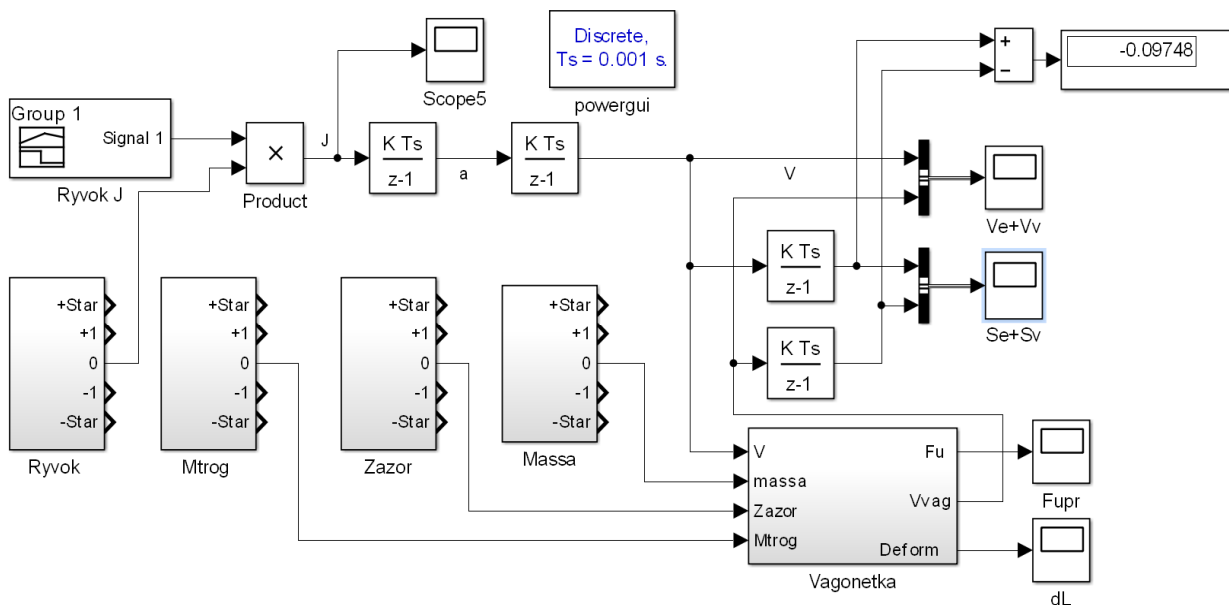 Discrete,
Ts = 0.001 s.
powergui
Scope5
+
−
-0.09748
Group 1
Signal 1
Ryvok J
×
Product
J
K Ts
z-1
a
K Ts
z-1
V
Ve+Vv
K Ts
z-1
Se+Sv
K Ts
z-1
+Star
+1
0
-1
-Star
Ryvok
+Star
+1
0
-1
-Star
Mtrog
+Star
+1
0
-1
-Star
Zazor
+Star
+1
0
-1
-Star
Massa
V
massa
Zazor
Mtrog
Fu
Vvag
Deform
Vagonetka
Fupr
dL